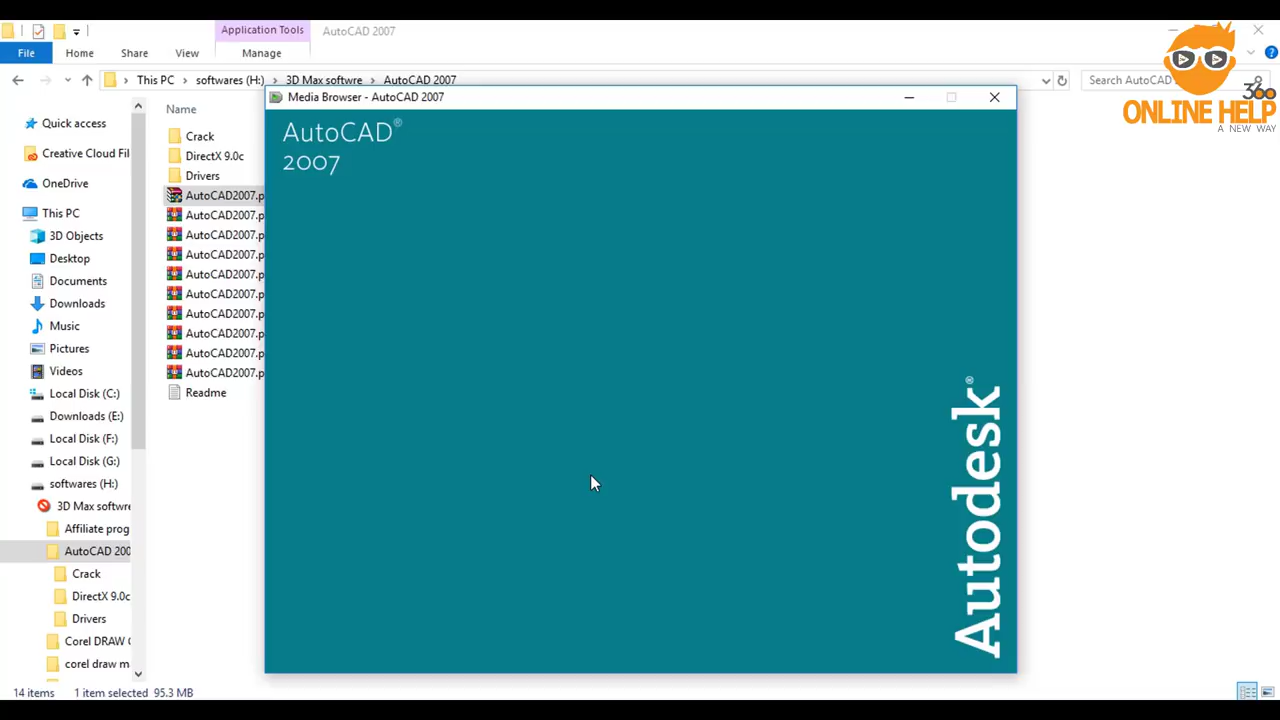 Application Tools
AutoCAD 2007
File
Home
Share
View
Manage
This PC
softwares (H:)
3D Max softwre
AutoCAD 2007
Search AutoCAD
360
ONLINE HELP
A NEW WAY
Name
Quick access
Creative Cloud Fil
OneDrive
This PC
3D Objects
Desktop
Documents
Downloads
Music
Pictures
Videos
Local Disk (C:)
Downloads (E:)
Local Disk (F:)
Local Disk (G:)
softwares (H:)
3D Max softwre
Affiliate prog
AutoCAD 200
Crack
DirectX 9.0c
Drivers
Corel DRAW
corel draw m
Crack
DirectX 9.0c
Drivers
AutoCAD2007.p
AutoCAD2007.p
AutoCAD2007.p
AutoCAD2007.p
AutoCAD2007.p
AutoCAD2007.p
AutoCAD2007.p
AutoCAD2007.p
AutoCAD2007.p
AutoCAD2007.p
Readme
Media Browser - AutoCAD 2007
AutoCAD®
2007
Autodesk®
14 items
1 item selected 95.3 MB